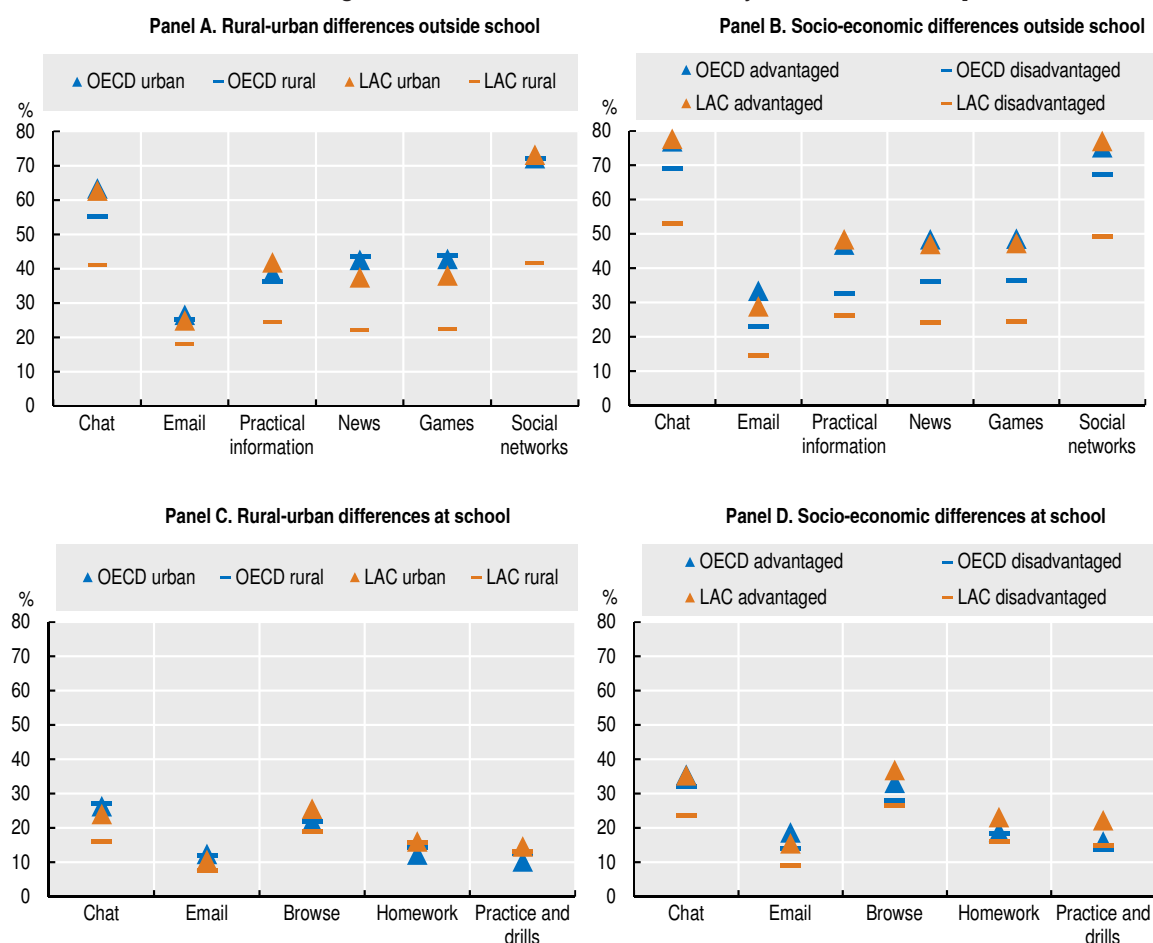 Panel A. Rural-urban differences outside school
OECD urban OECD rural LAC urban LAC rural
%
80
70
60
50
40
30
20
10
0
Chat Email Practical information News Games Social networks
Panel B. Socio-economic differences outside school
OECD advantaged OECD disadvantaged
LAC advantaged LAC disadvantaged
%
80
70
60
50
40
30
20
10
0
Chat Email Practical information News Games Social networks
Panel C. Rural-urban differences at school
OECD urban OECD rural LAC urban LAC rural
%
80
70
60
50
40
30
20
10
0
Chat Email Browse Homework Practice and drills
Panel D. Socio-economic differences at school
OECD advantaged OECD disadvantaged
LAC advantaged LAC disadvantaged
%
80
70
60
50
40
30
20
10
0
Chat Email Browse Homework Practice and drills